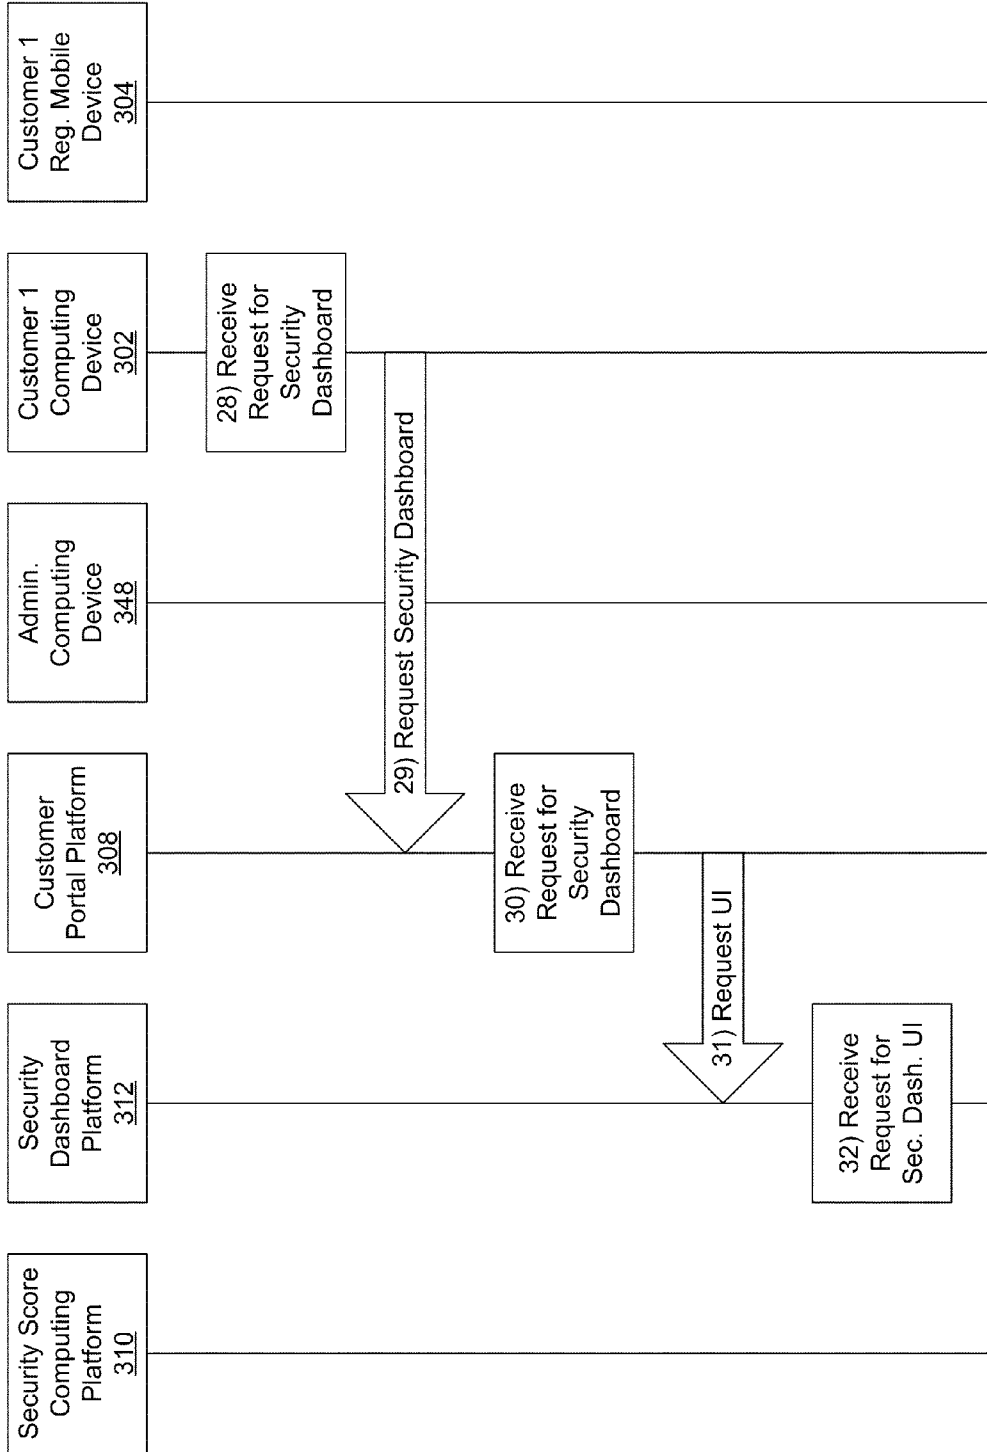 Security Score
Computing
Platform
310
Security
Dashboard
Platform
312
Customer
Portal Platform
308
Admin.
Computing
Device
348
Customer 1
Computing
Device
302
Customer 1
Reg. Mobile
Device
304
28) Receive
Request for
Security
Dashboard
29) Request Security Dashboard
30) Receive
Request for
Security
Dashboard
31) Request UI
32) Receive
Request for
Sec. Dash. UI